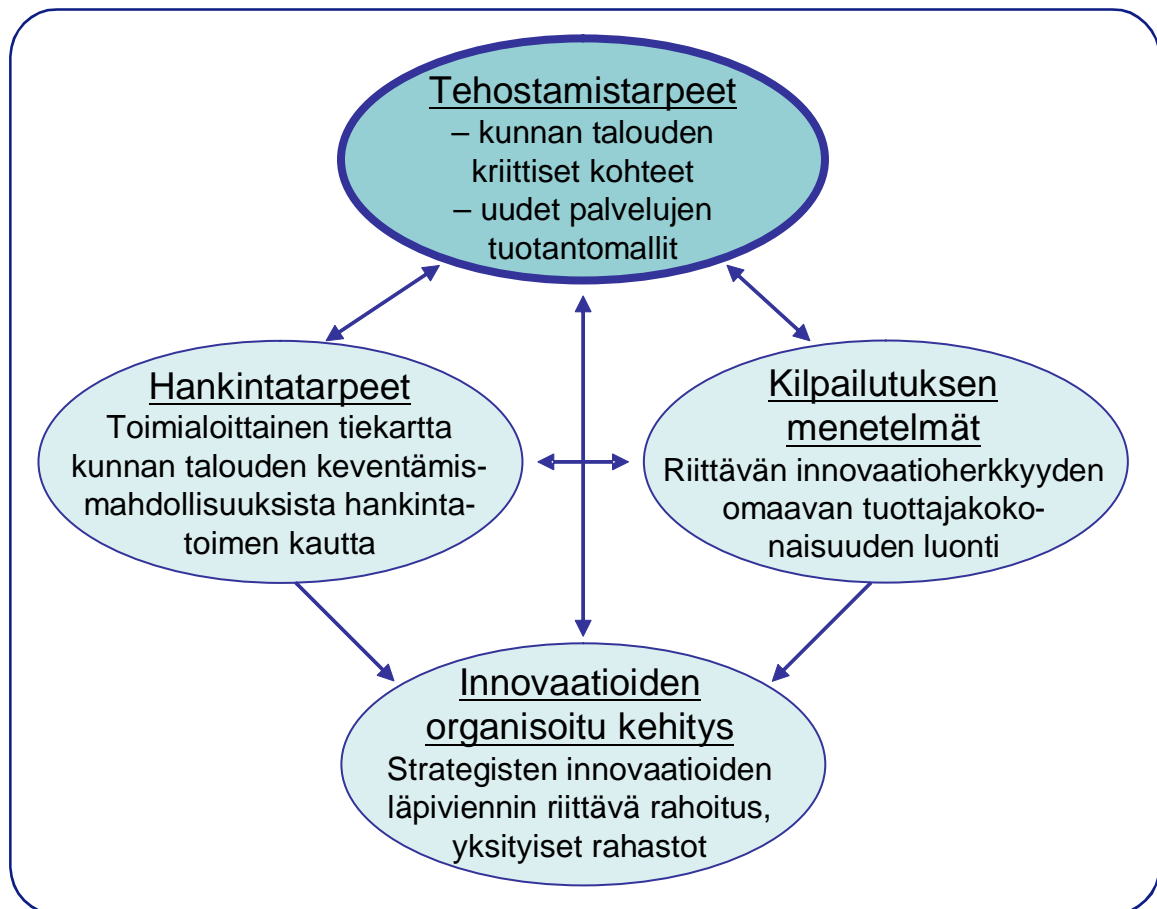 Tehostamistarpeet
– kunnan talouden
kriittiset kohteet
– uudet palvelujen
tuotantomallit
Hankintatarpeet
Toimialoittainen tiekartta
kunnan talouden keventämis-
mahdollisuuksista hankinta-
toimen kautta
Kilpailutuksen
menetelmät
Riittävän innovaatioherkkyyden
omaavan tuottajakoko-
naisuuden luonti
Innovaatioiden
organisoitu kehitys
Strategisten innovaatioiden
läpiviennin riittävä rahoitus,
yksityiset rahastot